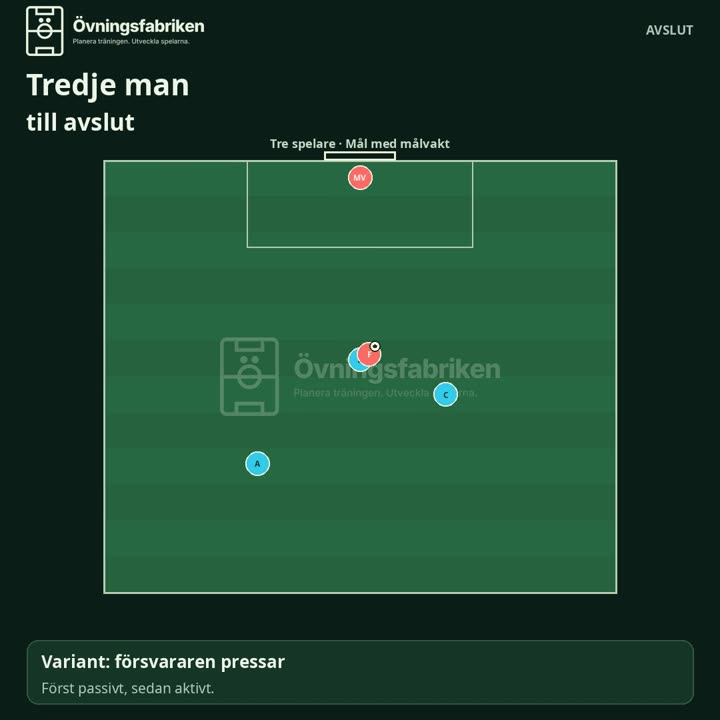 Övningsfabriken
Planera träningen. Utveckla spelarna.
AVSLUT
Tredje man
till avslut
Tre spelare · Mål med målvakt
MV
F
Övningsfabriken
Planera träningen. Utveckla
C
A
Variant: försvararen pressar
Först passivt, sedan aktivt.